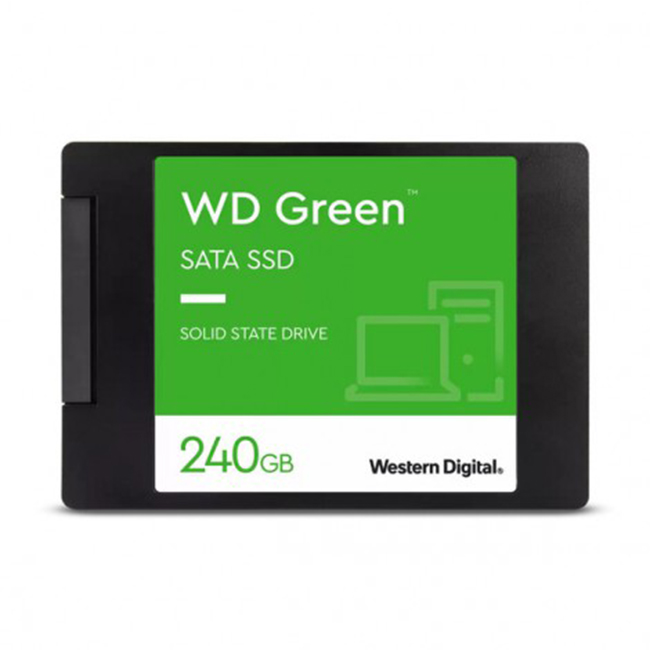 WD Green™
SATA SSD
SOLID STATE DRIVE
240GB
Western Digital®